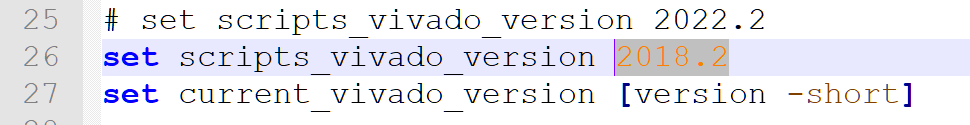 25 # set scripts_vivado_version 2022.2
26 set scripts_vivado_version 2018.2
27 set current_vivado_version [version -short]